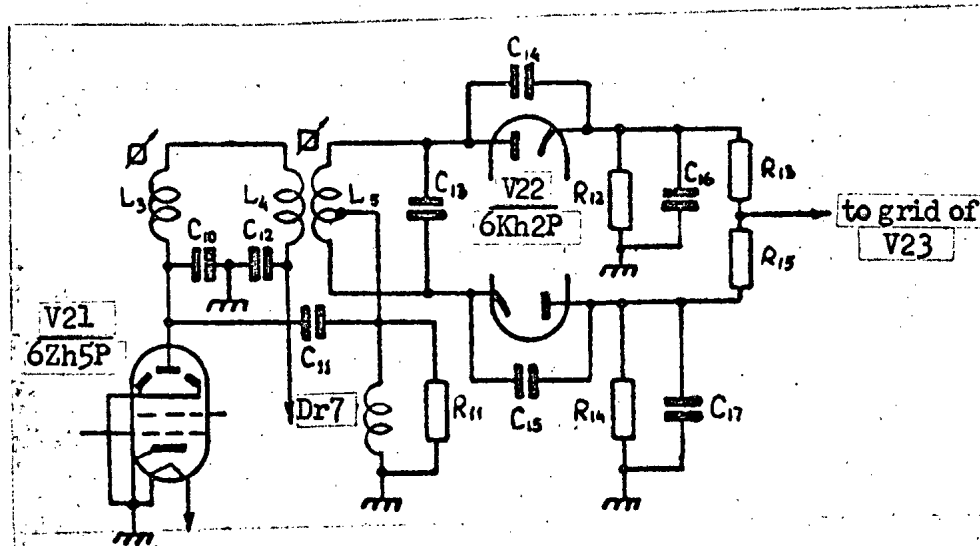 C14
L3
L4
L5
C13
V22
6Kh2P
R12
C16
R13
to grid of
V23
C10
C12
R15
V21
6Zh5P
C11
Dr7
R11
C15
R14
C17